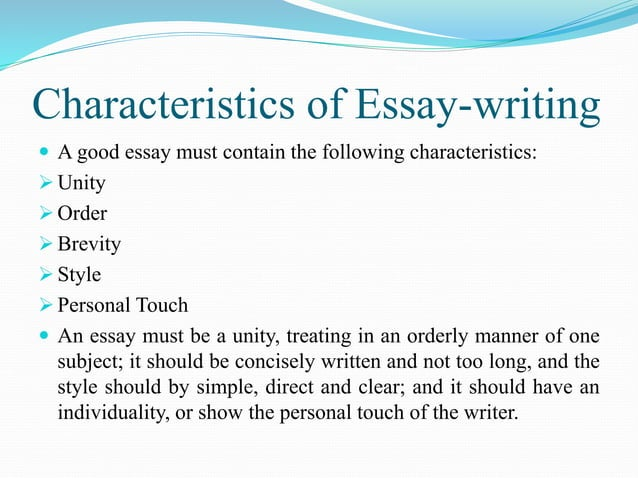 Characteristics of Essay-writing
A good essay must contain the following characteristics:
Unity
Order
Brevity
Style
Personal Touch
An essay must be a unity, treating in an orderly manner of one
subject; it should be concisely written and not too long, and the
style should by simple, direct and clear; and it should have an
individuality, or show the personal touch of the writer.